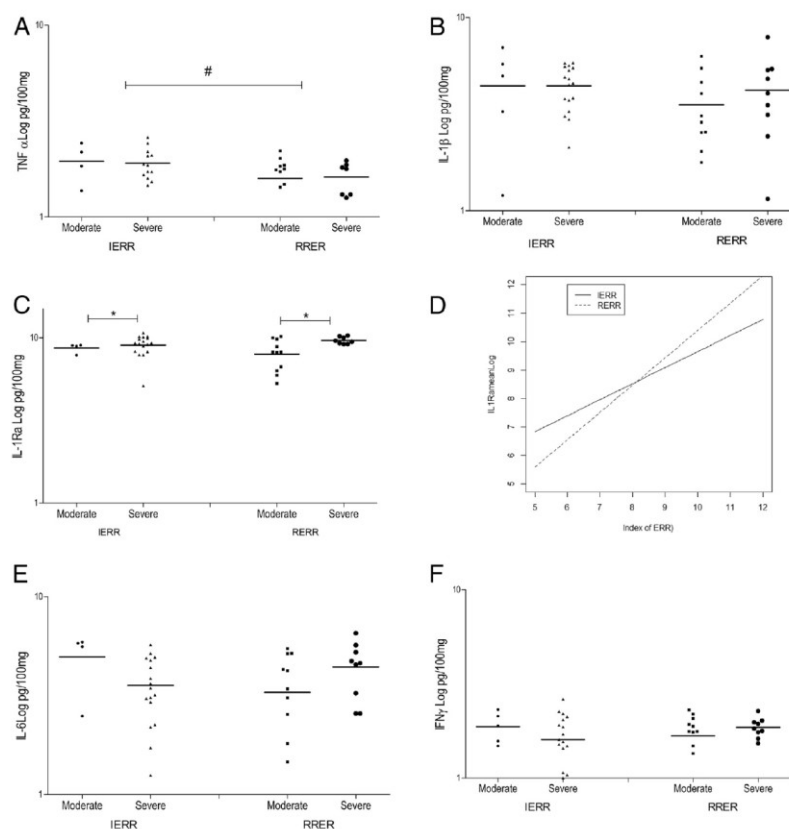 A
10
TNF αLog pg/100mg
#
1
Moderate Severe Moderate Severe
IERR RRER
B
10
IL-1β Log pg/100mg
1
Moderate Severe Moderate Severe
IERR RERR
C
10
IL-1Ra Log pg/100mg
* *
1
Moderate Severe Moderate Severe
IERR RERR
D
IERR
RERR
12
11
10
9
8
7
6
5
IL1RameanLog
5 6 7 8 9 10 11 12
Index of ERR)
E
10
IL-6Log pg/100mg
1
Moderate Severe Moderate Severe
IERR RRER
F
10
IFNγ Log pg/100mg
1
Moderate Severe Moderate Severe
IERR RRER